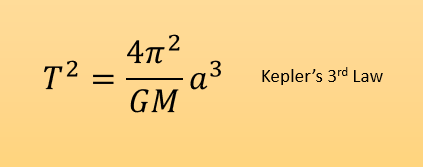 T² = 4π²/GM a³ Kepler's 3rd Law